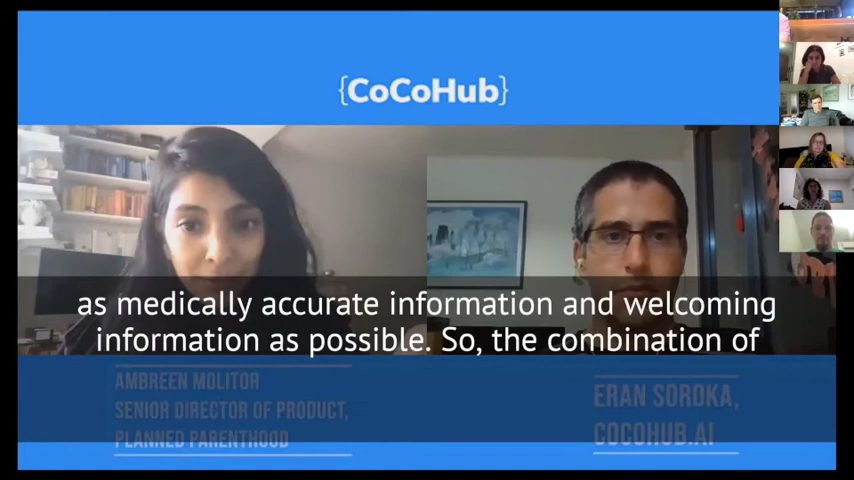 {CoCoHub}
as medically accurate information and welcoming
information as possible. So, the combination of
AMBREEN MOLITOR
SENIOR DIRECTOR OF PRODUCT,
PLANNED PARENTHOOD
ERAN SOROKA,
COCOHUB.AI